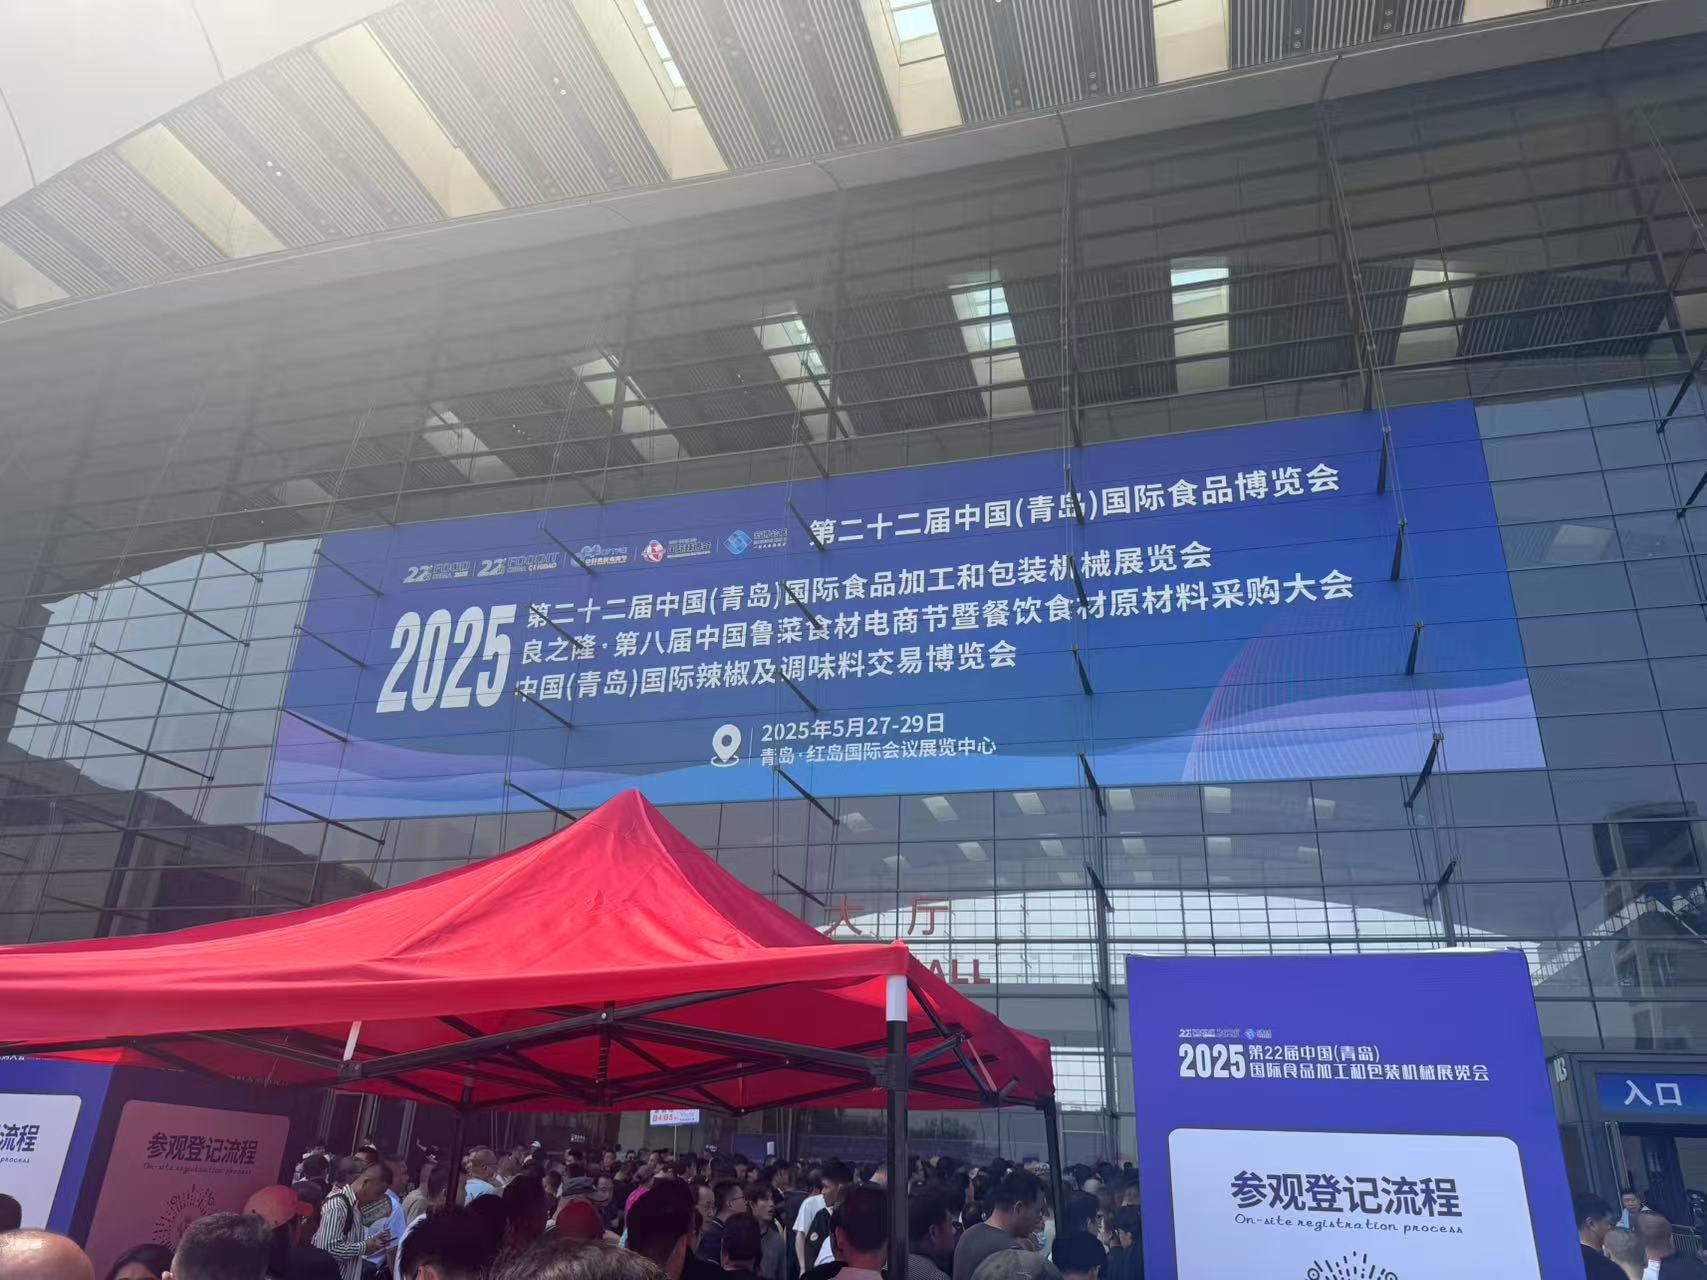 第二十二届中国(青岛)国际食品博览会
2025
第二十二届中国(青岛)国际食品加工和包装机械展览会
良之隆·第八届中国鲁菜食材电商节暨餐饮食材原材料采购大会
中国(青岛)国际辣椒及调味料交易博览会
2025年5月27-29日
青岛·红岛国际会议展览中心
大厅
ALL
2025 第22届中国(青岛)
国际食品加工和包装机械展览会
参观登记流程
On-site registration process
入口
参观登记流程
On-site registration process
流程
process